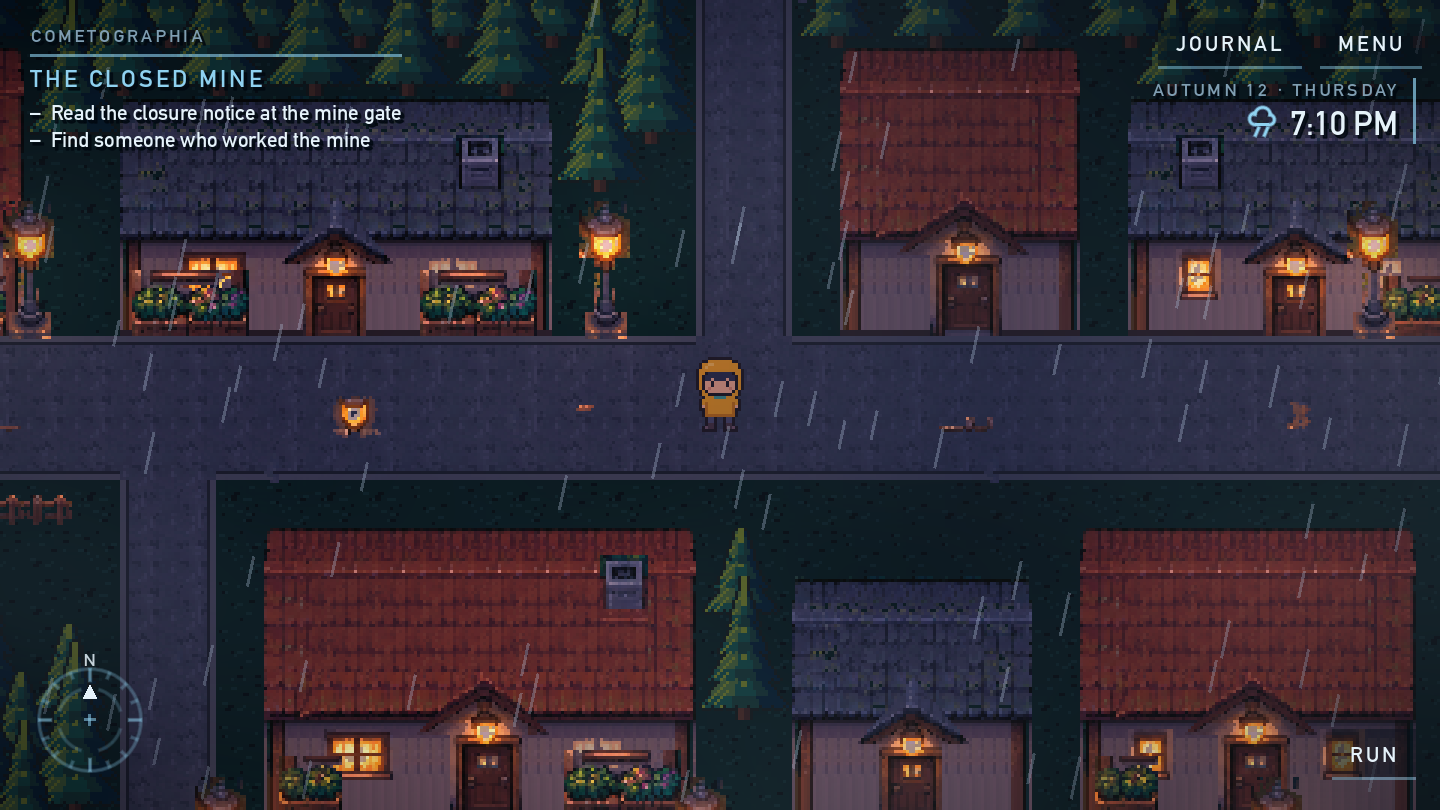 COMETOGRAPHIA
THE CLOSED MINE
– Read the closure notice at the mine gate
– Find someone who worked the mine
JOURNAL
MENU
AUTUMN 12 · THURSDAY
7:10 PM
N
RUN